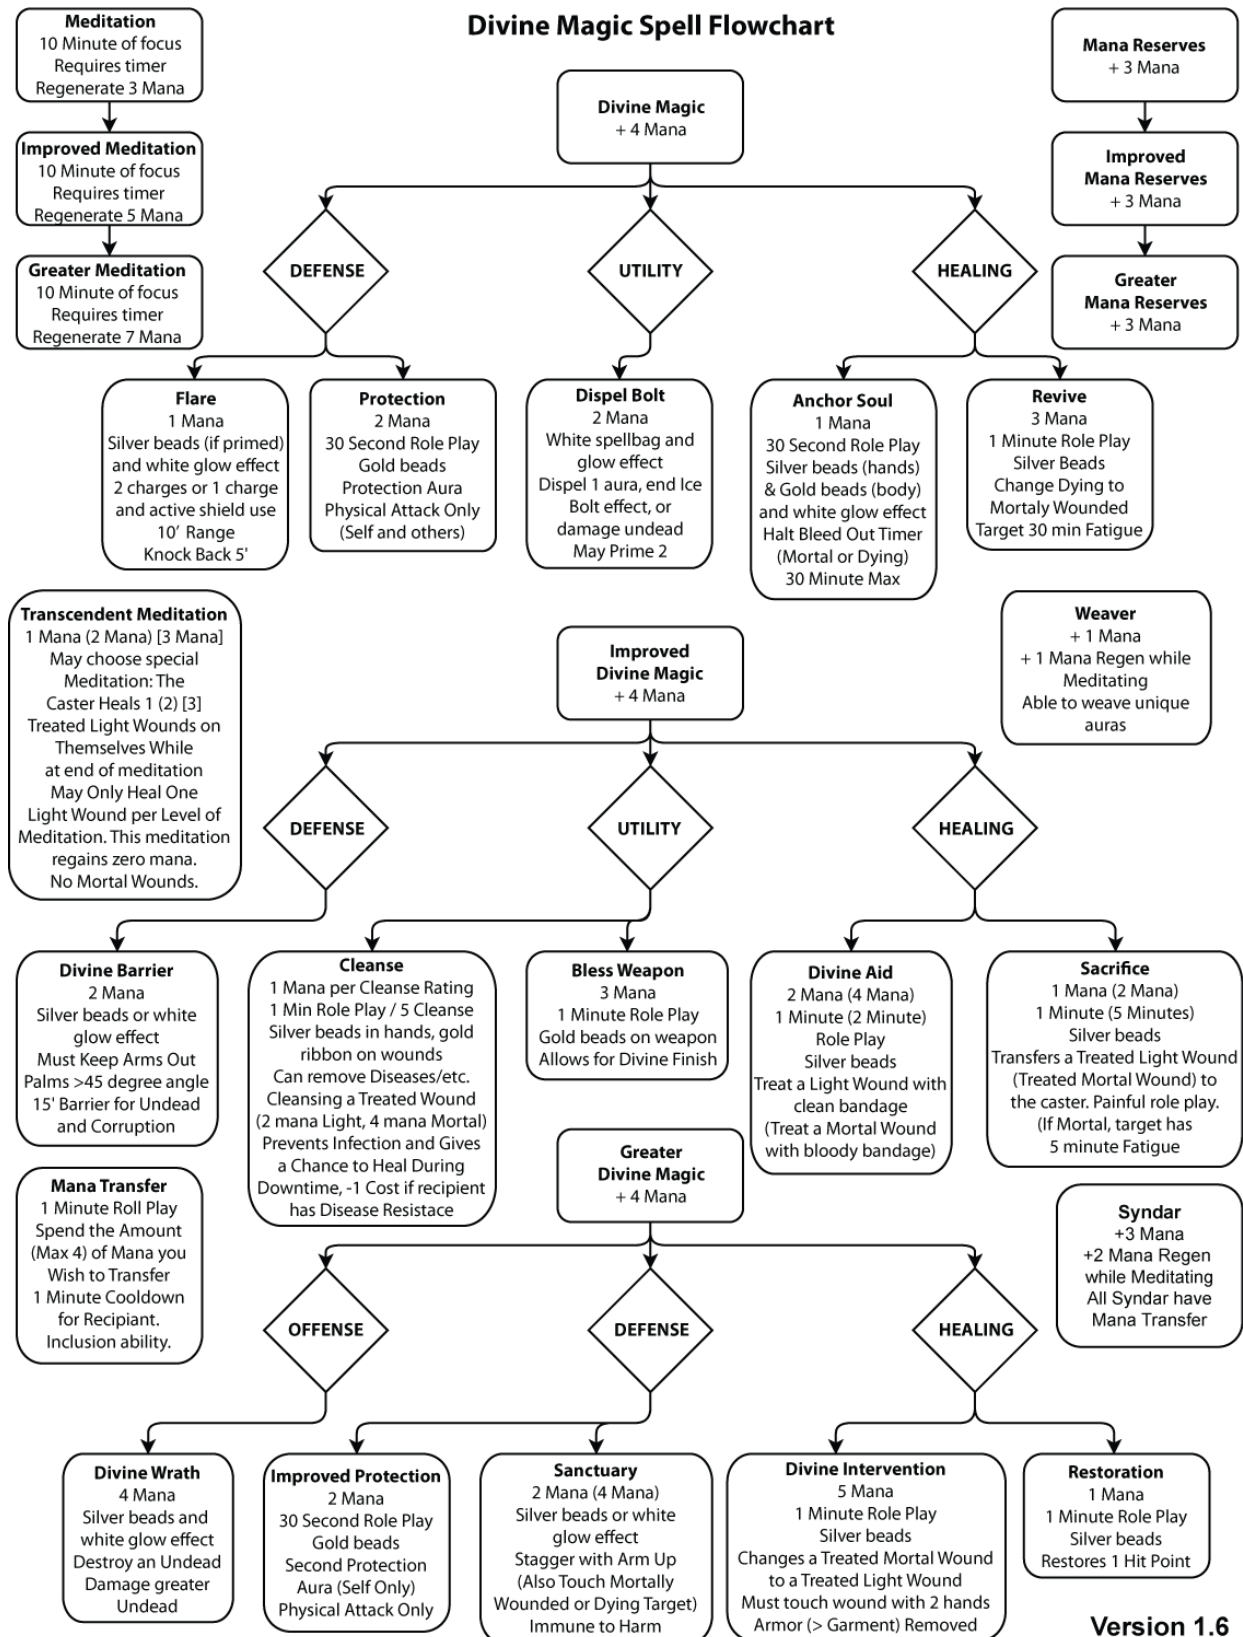 Divine Magic Spell Flowchart
Meditation
10 Minute of focus
Requires timer
Regenerate 3 Mana
Divine Magic
+ 4 Mana
Mana Reserves
+ 3 Mana
Improved Meditation
10 Minute of focus
Requires timer
Regenerate 5 Mana
Improved
Mana Reserves
+ 3 Mana
Greater Meditation
10 Minute of focus
Requires timer
Regenerate 7 Mana
DEFENSE
UTILITY
HEALING
Greater
Mana Reserves
+ 3 Mana
Flare
1 Mana
Silver beads (if primed)
and white glow effect
2 charges or 1 charge
and active shield use
10' Range
Knock Back 5'
Protection
2 Mana
30 Second Role Play
Gold beads
Protection Aura
Physical Attack Only
(Self and others)
Dispel Bolt
2 Mana
White spellbag and
glow effect
Dispel 1 aura, end Ice
Bolt effect, or
damage undead
May Prime 2
Anchor Soul
1 Mana
30 Second Role Play
Silver beads (hands)
& Gold beads (body)
and white glow effect
Halt Bleed Out Timer
(Mortal or Dying)
30 Minute Max
Revive
3 Mana
1 Minute Role Play
Silver Beads
Change Dying to
Mortaly Wounded
Target 30 min Fatigue
Transcendent Meditation
1 Mana (2 Mana) [3 Mana]
May choose special
Meditation: The
Caster Heals 1 (2) [3]
Treated Light Wounds on
Themselves While
at end of meditation
May Only Heal One
Light Wound per Level of
Meditation. This meditation
regains zero mana.
No Mortal Wounds.
Improved
Divine Magic
+ 4 Mana
Weaver
+ 1 Mana
+ 1 Mana Regen while
Meditating
Able to weave unique
auras
DEFENSE
UTILITY
HEALING
Divine Barrier
2 Mana
Silver beads or white
glow effect
Must Keep Arms Out
Palms >45 degree angle
15' Barrier for Undead
and Corruption
Cleanse
1 Mana per Cleanse Rating
1 Min Role Play / 5 Cleanse
Silver beads in hands, gold
ribbon on wounds
Can remove Diseases/etc.
Cleansing a Treated Wound
(2 mana Light, 4 mana Mortal)
Prevents Infection and Gives
a Chance to Heal During
Downtime, -1 Cost if recipient
has Disease Resistace
Bless Weapon
3 Mana
1 Minute Role Play
Gold beads on weapon
Allows for Divine Finish
Divine Aid
2 Mana (4 Mana)
1 Minute (2 Minute)
Role Play
Silver beads
Treat a Light Wound with
clean bandage
(Treat a Mortal Wound
with bloody bandage)
Sacrifice
1 Mana (2 Mana)
1 Minute (5 Minutes)
Silver beads
Transfers a Treated Light Wound
(Treated Mortal Wound) to
the caster. Painful role play.
(If Mortal, target has
5 minute Fatigue
Mana Transfer
1 Minute Roll Play
Spend the Amount
(Max 4) of Mana you
Wish to Transfer
1 Minute Cooldown
for Recipiant.
Inclusion ability.
Greater
Divine Magic
+ 4 Mana
Syndar
+3 Mana
+2 Mana Regen
while Meditating
All Syndar have
Mana Transfer
OFFENSE
DEFENSE
HEALING
Divine Wrath
4 Mana
Silver beads and
white glow effect
Destroy an Undead
Damage greater
Undead
Improved Protection
2 Mana
30 Second Role Play
Gold beads
Second Protection
Aura (Self Only)
Physical Attack Only
Sanctuary
2 Mana (4 Mana)
Silver beads or white
glow effect
Stagger with Arm Up
(Also Touch Mortally
Wounded or Dying Target)
Immune to Harm
Divine Intervention
5 Mana
1 Minute Role Play
Silver beads
Changes a Treated Mortal Wound
to a Treated Light Wound
Must touch wound with 2 hands
Armor (> Garment) Removed
Restoration
1 Mana
1 Minute Role Play
Silver beads
Restores 1 Hit Point
Version 1.6